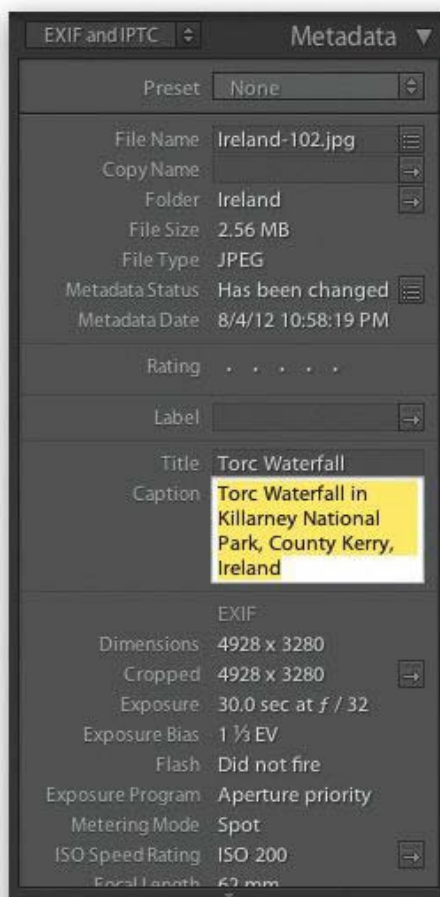 EXIF and IPTC Metadata
Preset None
File Name Ireland-102.jpg
Copy Name
Folder Ireland
File Size 2.56 MB
File Type JPEG
Metadata Status Has been changed
Metadata Date 8/4/12 10:58:19 PM
Rating . . . . .
Label
Title Torc Waterfall
Caption Torc Waterfall in
Killarney National
Park, County Kerry,
Ireland
EXIF
Dimensions 4928 x 3280
Cropped 4928 x 3280
Exposure 30.0 sec at ƒ / 32
Exposure Bias 1 ⅓ EV
Flash Did not fire
Exposure Program Aperture priority
Metering Mode Spot
ISO Speed Rating ISO 200
Focal Length 62 mm